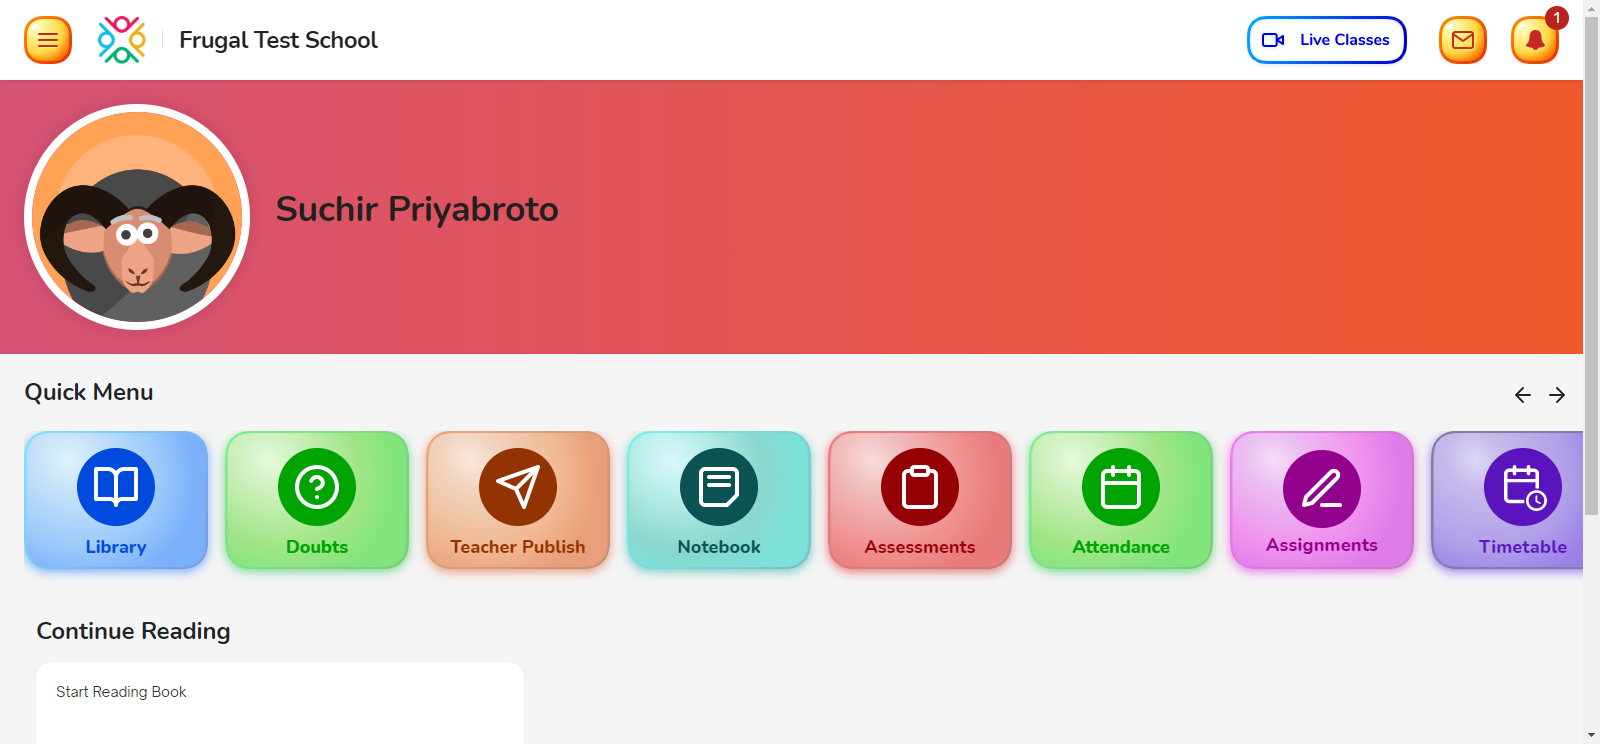 Frugal Test School
Live Classes
1
Suchir Priyabroto
Quick Menu
Library
Doubts
Teacher Publish
Notebook
Assessments
Attendance
Assignments
Timetable
Continue Reading
Start Reading Book